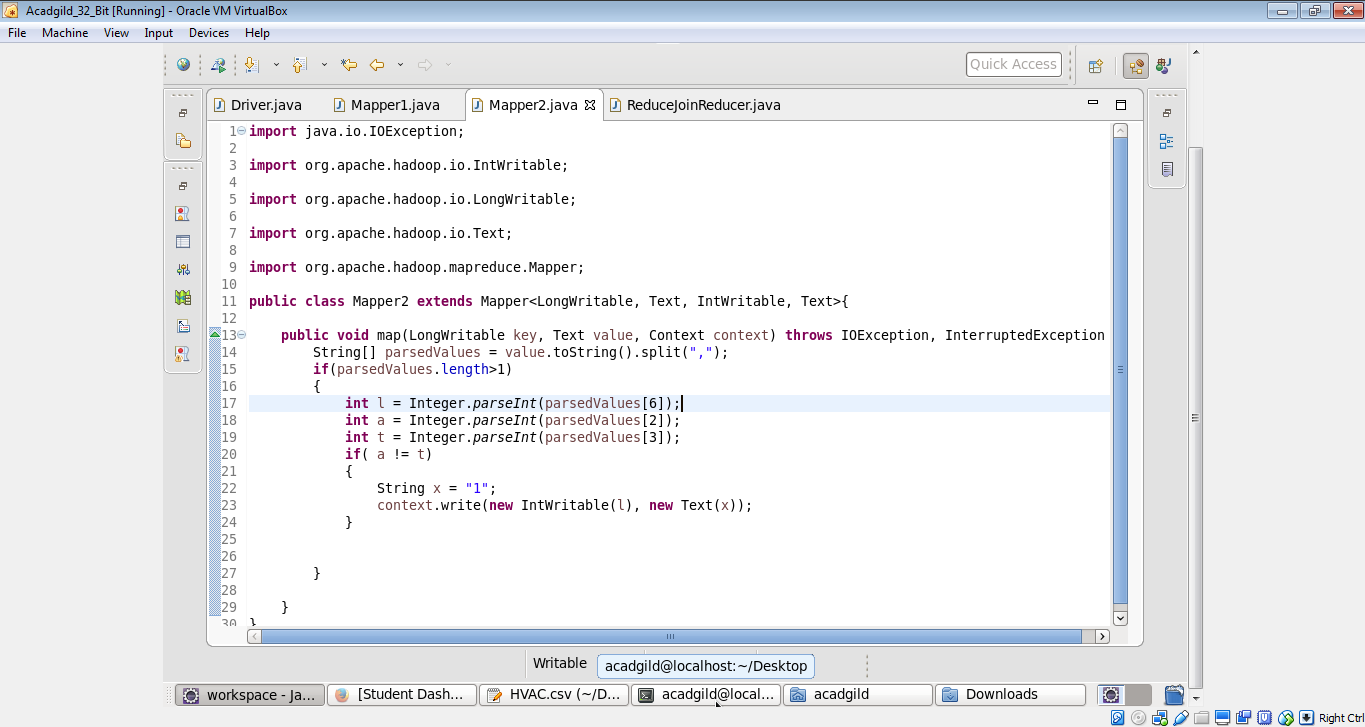 Acadgild_32_Bit [Running] - Oracle VM VirtualBox
File Machine View Input Devices Help
Quick Access
Driver.java Mapper1.java Mapper2.java ReduceJoinReducer.java
1 import java.io.IOException;
2
3 import org.apache.hadoop.io.IntWritable;
4
5 import org.apache.hadoop.io.LongWritable;
6
7 import org.apache.hadoop.io.Text;
8
9 import org.apache.hadoop.mapreduce.Mapper;
10
11 public class Mapper2 extends Mapper<LongWritable, Text, IntWritable, Text>{
12
13 public void map(LongWritable key, Text value, Context context) throws IOException, InterruptedException
14 String[] parsedValues = value.toString().split(",");
15 if(parsedValues.length>1)
16 {
17 int l = Integer.parseInt(parsedValues[6]);
18 int a = Integer.parseInt(parsedValues[2]);
19 int t = Integer.parseInt(parsedValues[3]);
20 if( a != t)
21 {
22 String x = "1";
23 context.write(new IntWritable(l), new Text(x));
24 }
25
26
27 }
28
29 }
30 }
Writable acadgild@localhost:~/Desktop
workspace - Ja... [Student Dash... HVAC.csv (~/D... acadgild@local... acadgild Downloads
Right Ctrl